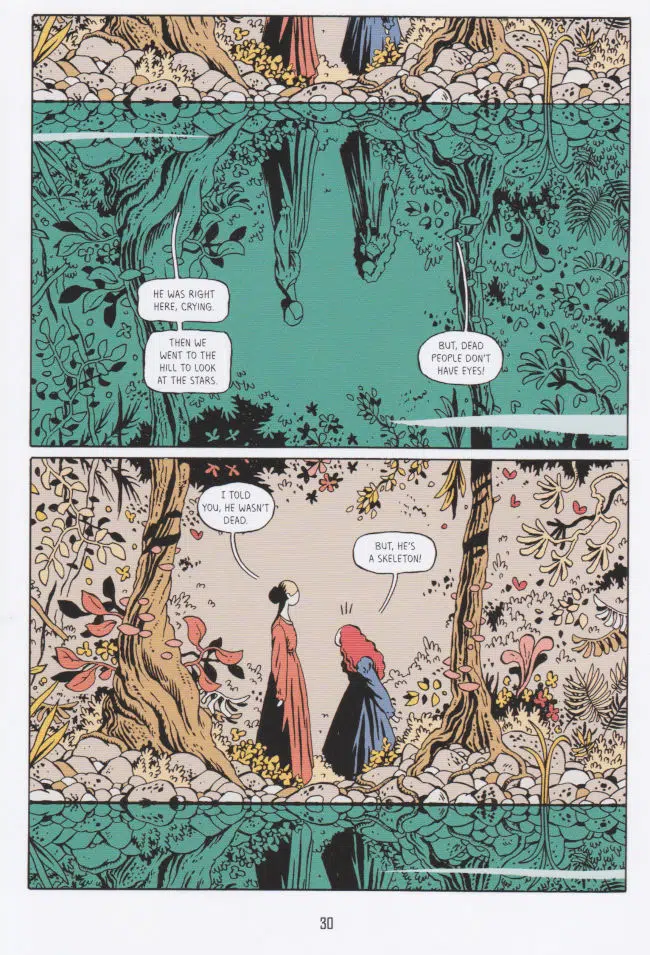 HE WAS RIGHT
HERE, CRYING.
THEN WE
WENT TO THE
HILL TO LOOK
AT THE STARS.
BUT, DEAD
PEOPLE DON'T
HAVE EYES!
I TOLD
YOU, HE WASN'T
DEAD.
BUT, HE'S
A SKELETON!
30